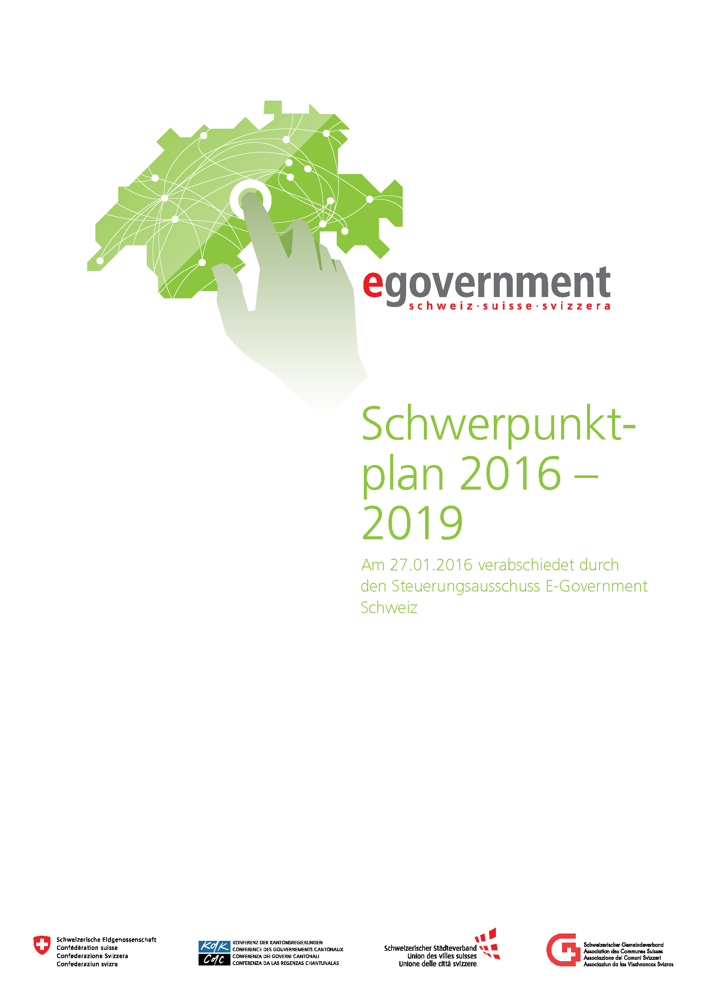 egovernment
schweiz·suisse·svizzera
Schwerpunkt-
plan 2016 –
2019
Am 27.01.2016 verabschiedet durch
den Steuerungsausschuss E-Government
Schweiz
Schweizerische Eidgenossenschaft
Confédération suisse
Confederazione Svizzera
Confederaziun svizra
KdK
CdC
KONFERENZ DER KANTONSREGIERUNGEN
CONFERENCE DES GOUVERNEMENTS CANTONAUX
CONFERENZA DEI GOVERNI CANTONALI
CONFERENZA DA LAS REGENZAS CHANTUNALAS
Schweizerischer Städteverband
Union des villes suisses
Unione delle città svizzere
Schweizerischer Gemeindeverband
Association des Communes Suisses
Associazione dei Comuni Svizzeri
Associaziun da las Vischnancas Svizras